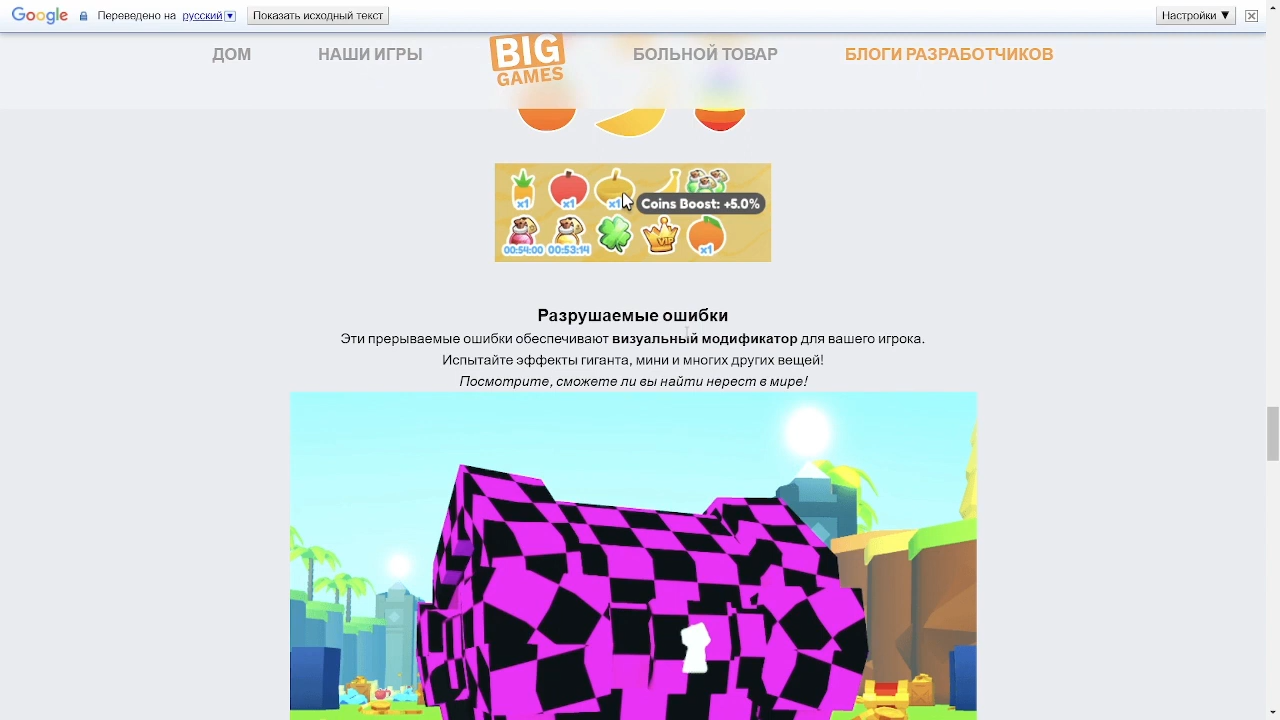 Google Переведено на русский Показать исходный текст Настройки ▼
ДОМ НАШИ ИГРЫ BIG GAMES БОЛЬНОЙ ТОВАР БЛОГИ РАЗРАБОТЧИКОВ
x1 x1 x1
Coins Boost: +5.0%
00:54:00 00:53:14 VIP x1
Разрушаемые ошибки
Эти прерываемые ошибки обеспечивают визуальный модификатор для вашего игрока.
Испытайте эффекты гиганта, мини и многих других вещей!
Посмотрите, сможете ли вы найти нерест в мире!